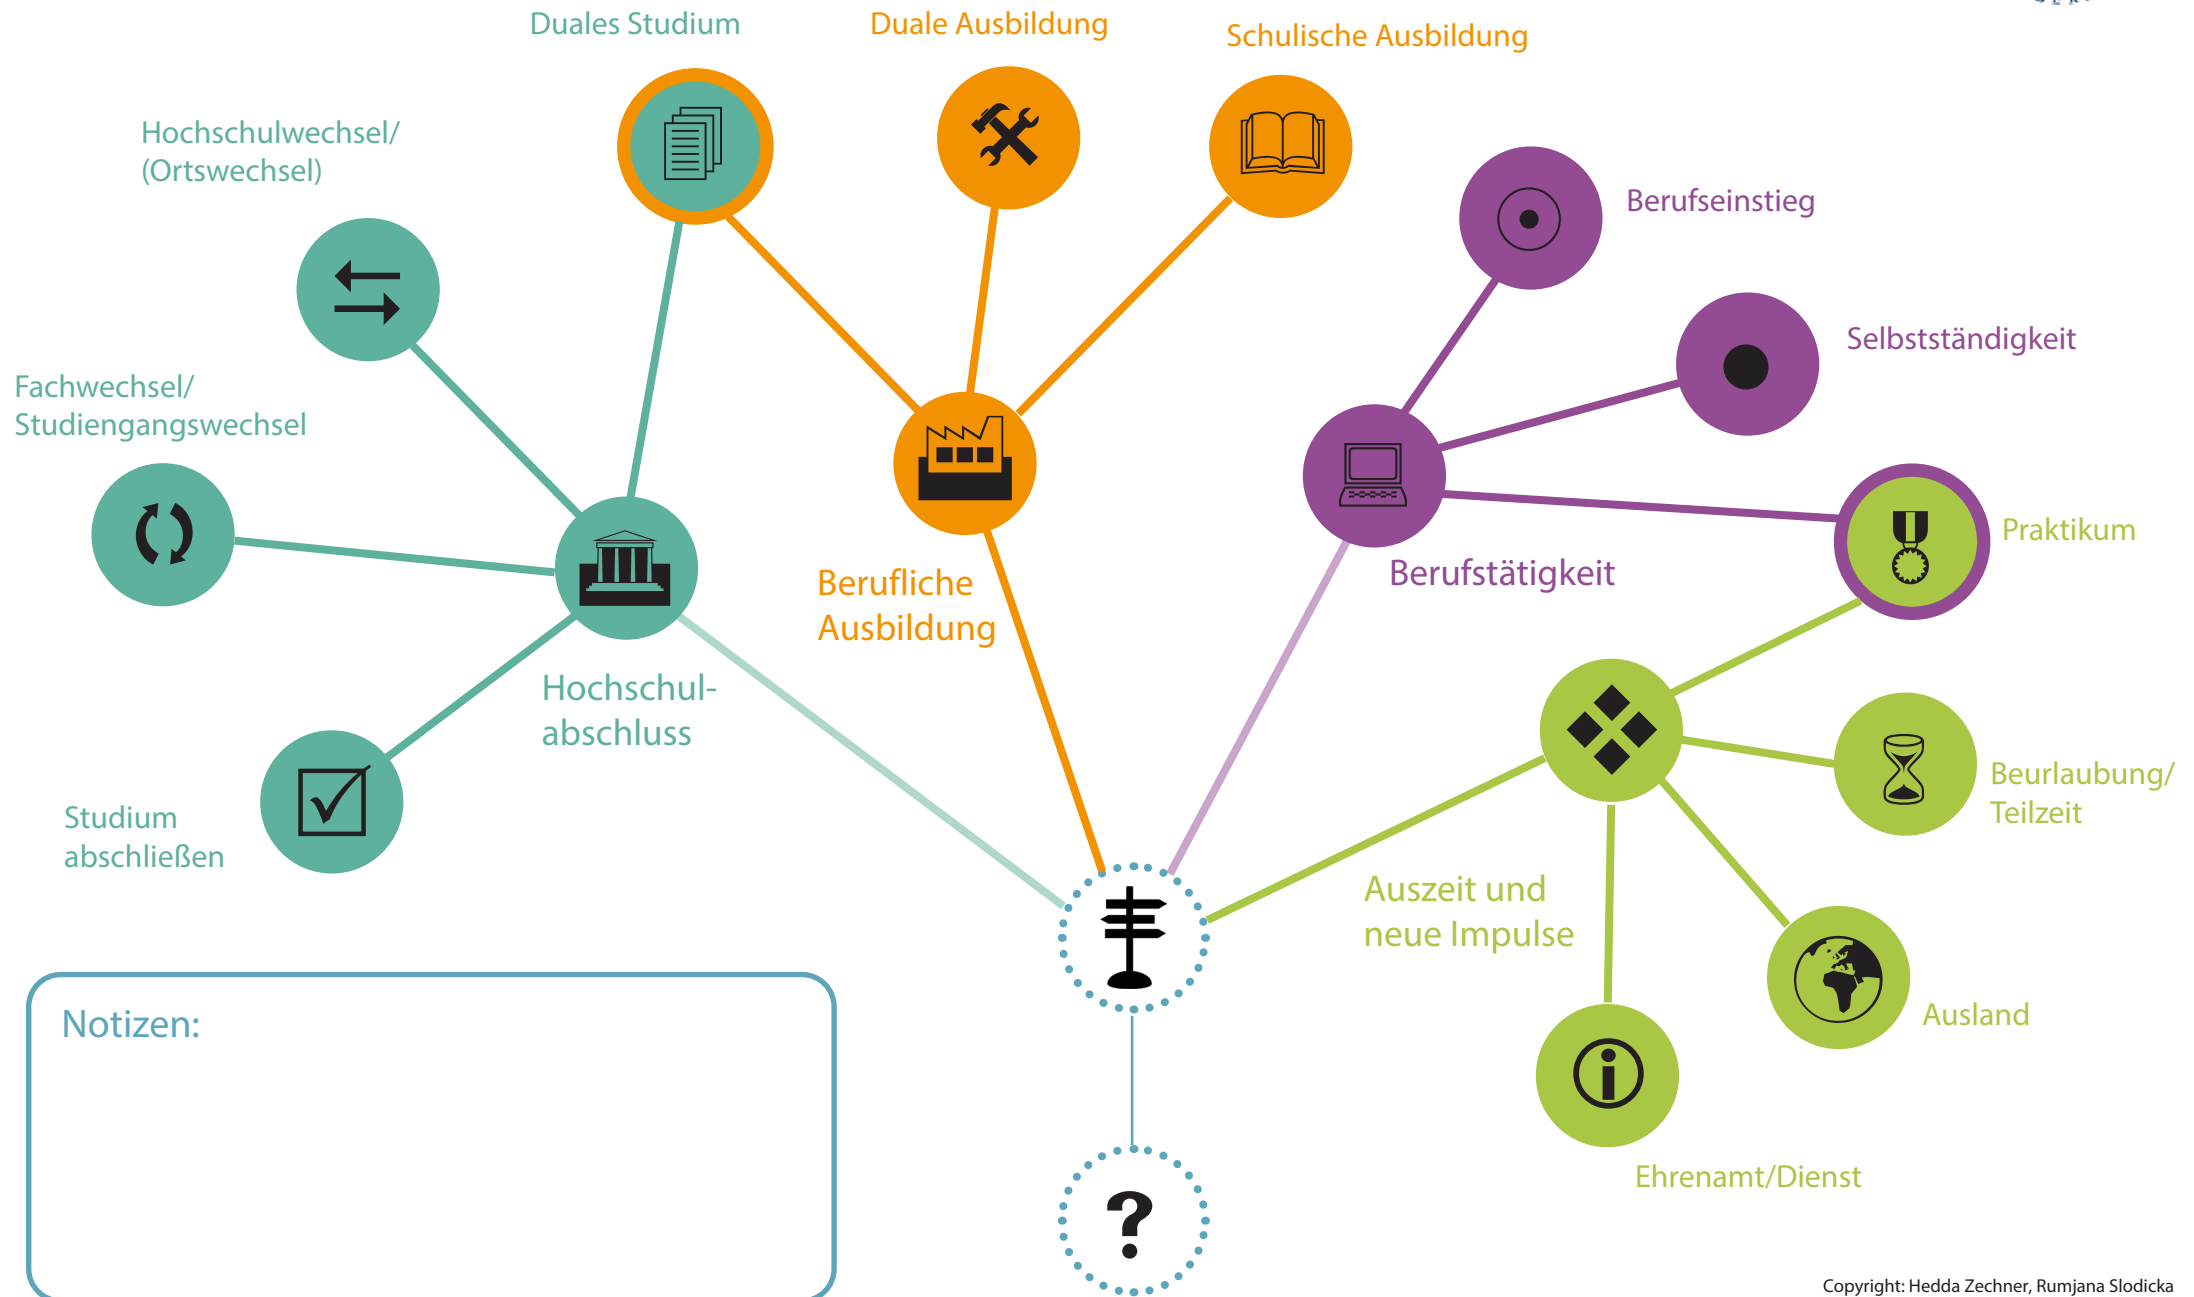 Duales Studium
Duale Ausbildung
Schulische Ausbildung
Hochschulwechsel/
(Ortswechsel)
Berufseinstieg
Selbstständigkeit
Fachwechsel/
Studiengangswechsel
Praktikum
Berufliche
Ausbildung
Berufstätigkeit
Hochschul-
abschluss
Beurlaubung/
Teilzeit
Studium
abschließen
Auszeit und
neue Impulse
Ausland
Notizen:
Ehrenamt/Dienst
?
Copyright: Hedda Zechner, Rumjana Slodicka